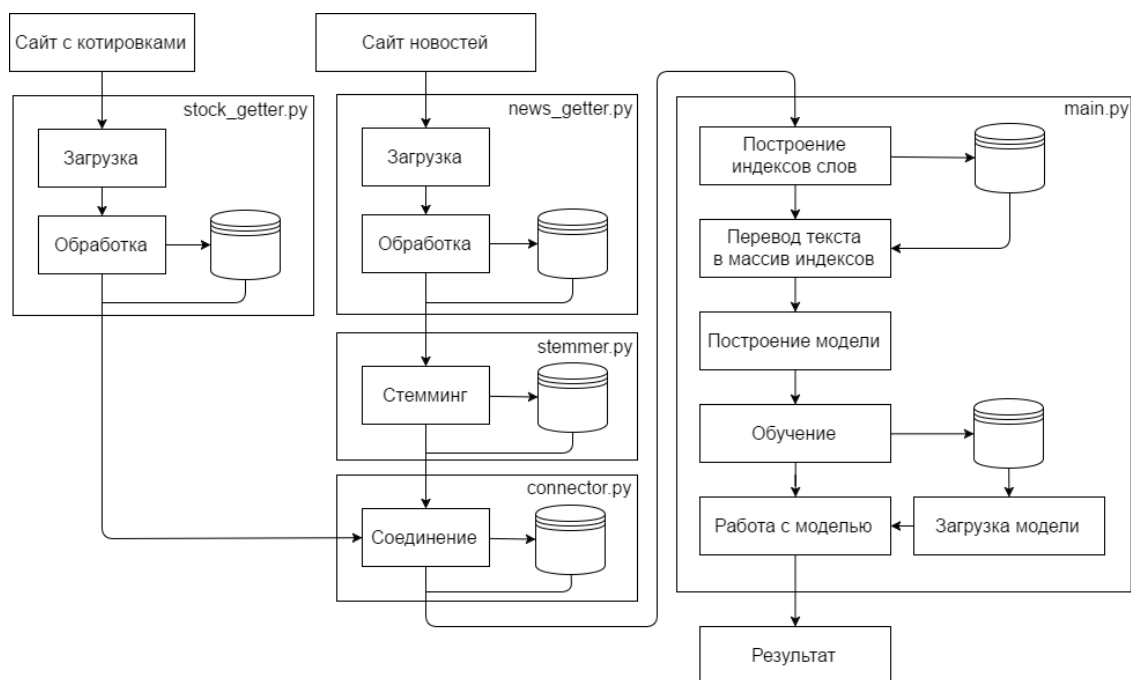 Сайт с котировками
Сайт новостей
stock_getter.py
Загрузка
Обработка
news_getter.py
Загрузка
Обработка
stemmer.py
Стемминг
connector.py
Соединение
main.py
Построение
индексов слов
Перевод текста
в массив индексов
Построение модели
Обучение
Работа с моделью
Загрузка модели
Результат